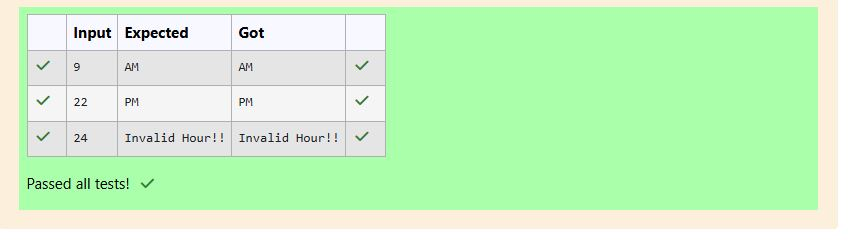 Input Expected Got
9 AM AM
22 PM PM
24 Invalid Hour!! Invalid Hour!!
Passed all tests!